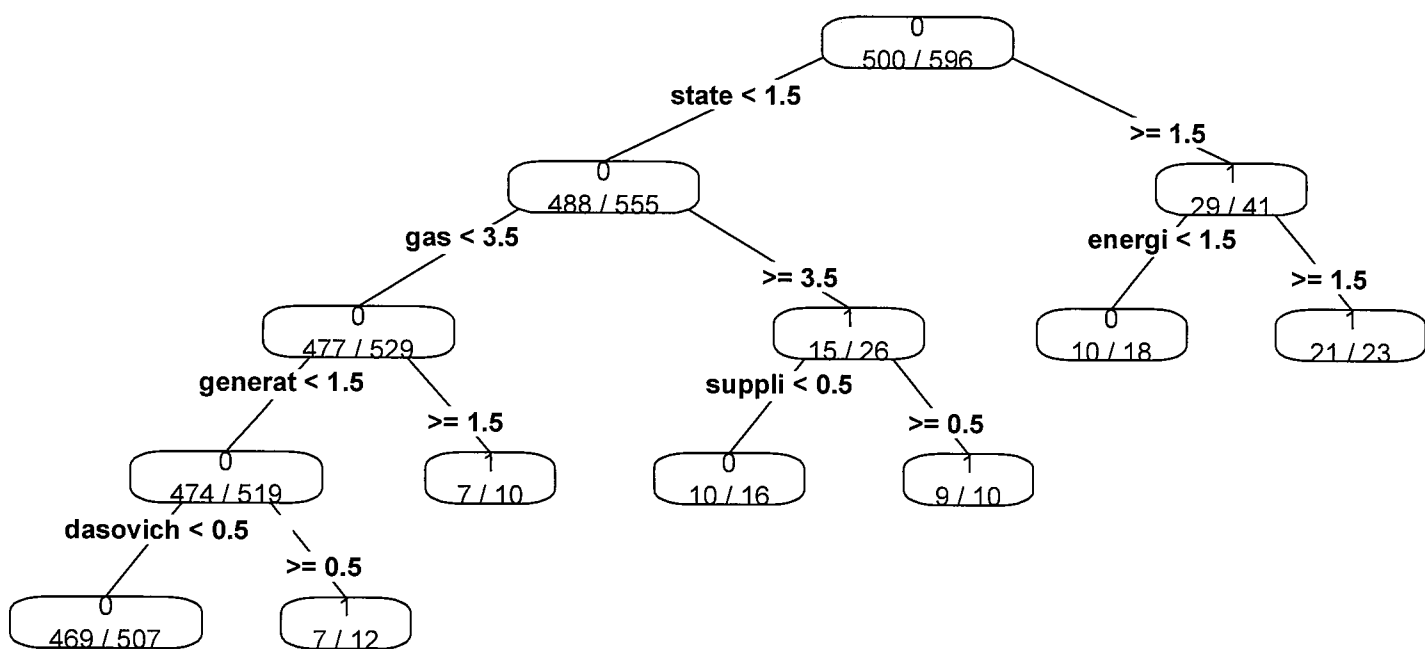 0
500 / 596
state < 1.5
>= 1.5
0
488 / 555
1
29 / 41
gas < 3.5
>= 3.5
energi < 1.5
>= 1.5
0
477 / 529
1
15 / 26
0
10 / 18
1
21 / 23
generat < 1.5
>= 1.5
suppli < 0.5
>= 0.5
0
474 / 519
1
7 / 10
0
10 / 16
1
9 / 10
dasovich < 0.5
>= 0.5
0
469 / 507
1
7 / 12